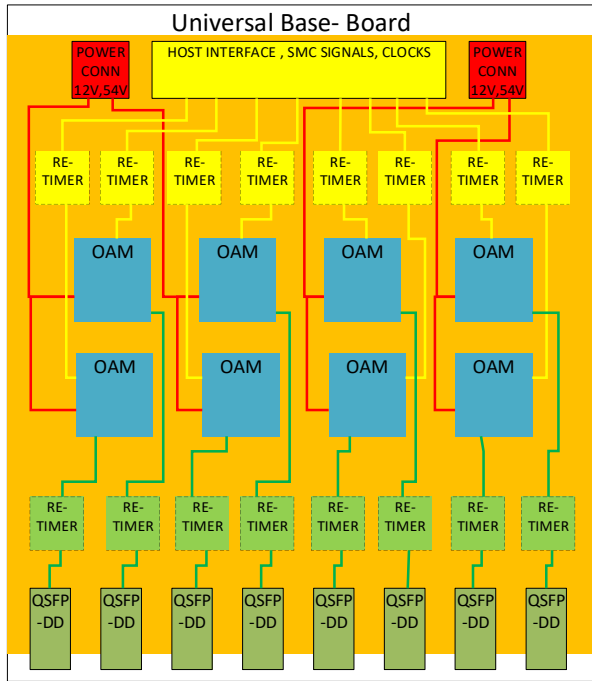 Universal Base- Board
POWER
CONN
12V,54V
HOST INTERFACE , SMC SIGNALS, CLOCKS
POWER
CONN
12V,54V
RE-
TIMER
RE-
TIMER
RE-
TIMER
RE-
TIMER
RE-
TIMER
RE-
TIMER
RE-
TIMER
RE-
TIMER
OAM
OAM
OAM
OAM
OAM
OAM
OAM
OAM
RE-
TIMER
RE-
TIMER
RE-
TIMER
RE-
TIMER
RE-
TIMER
RE-
TIMER
RE-
TIMER
RE-
TIMER
QSFP
-DD
QSFP
-DD
QSFP
-DD
QSFP
-DD
QSFP
-DD
QSFP
-DD
QSFP
-DD
QSFP
-DD